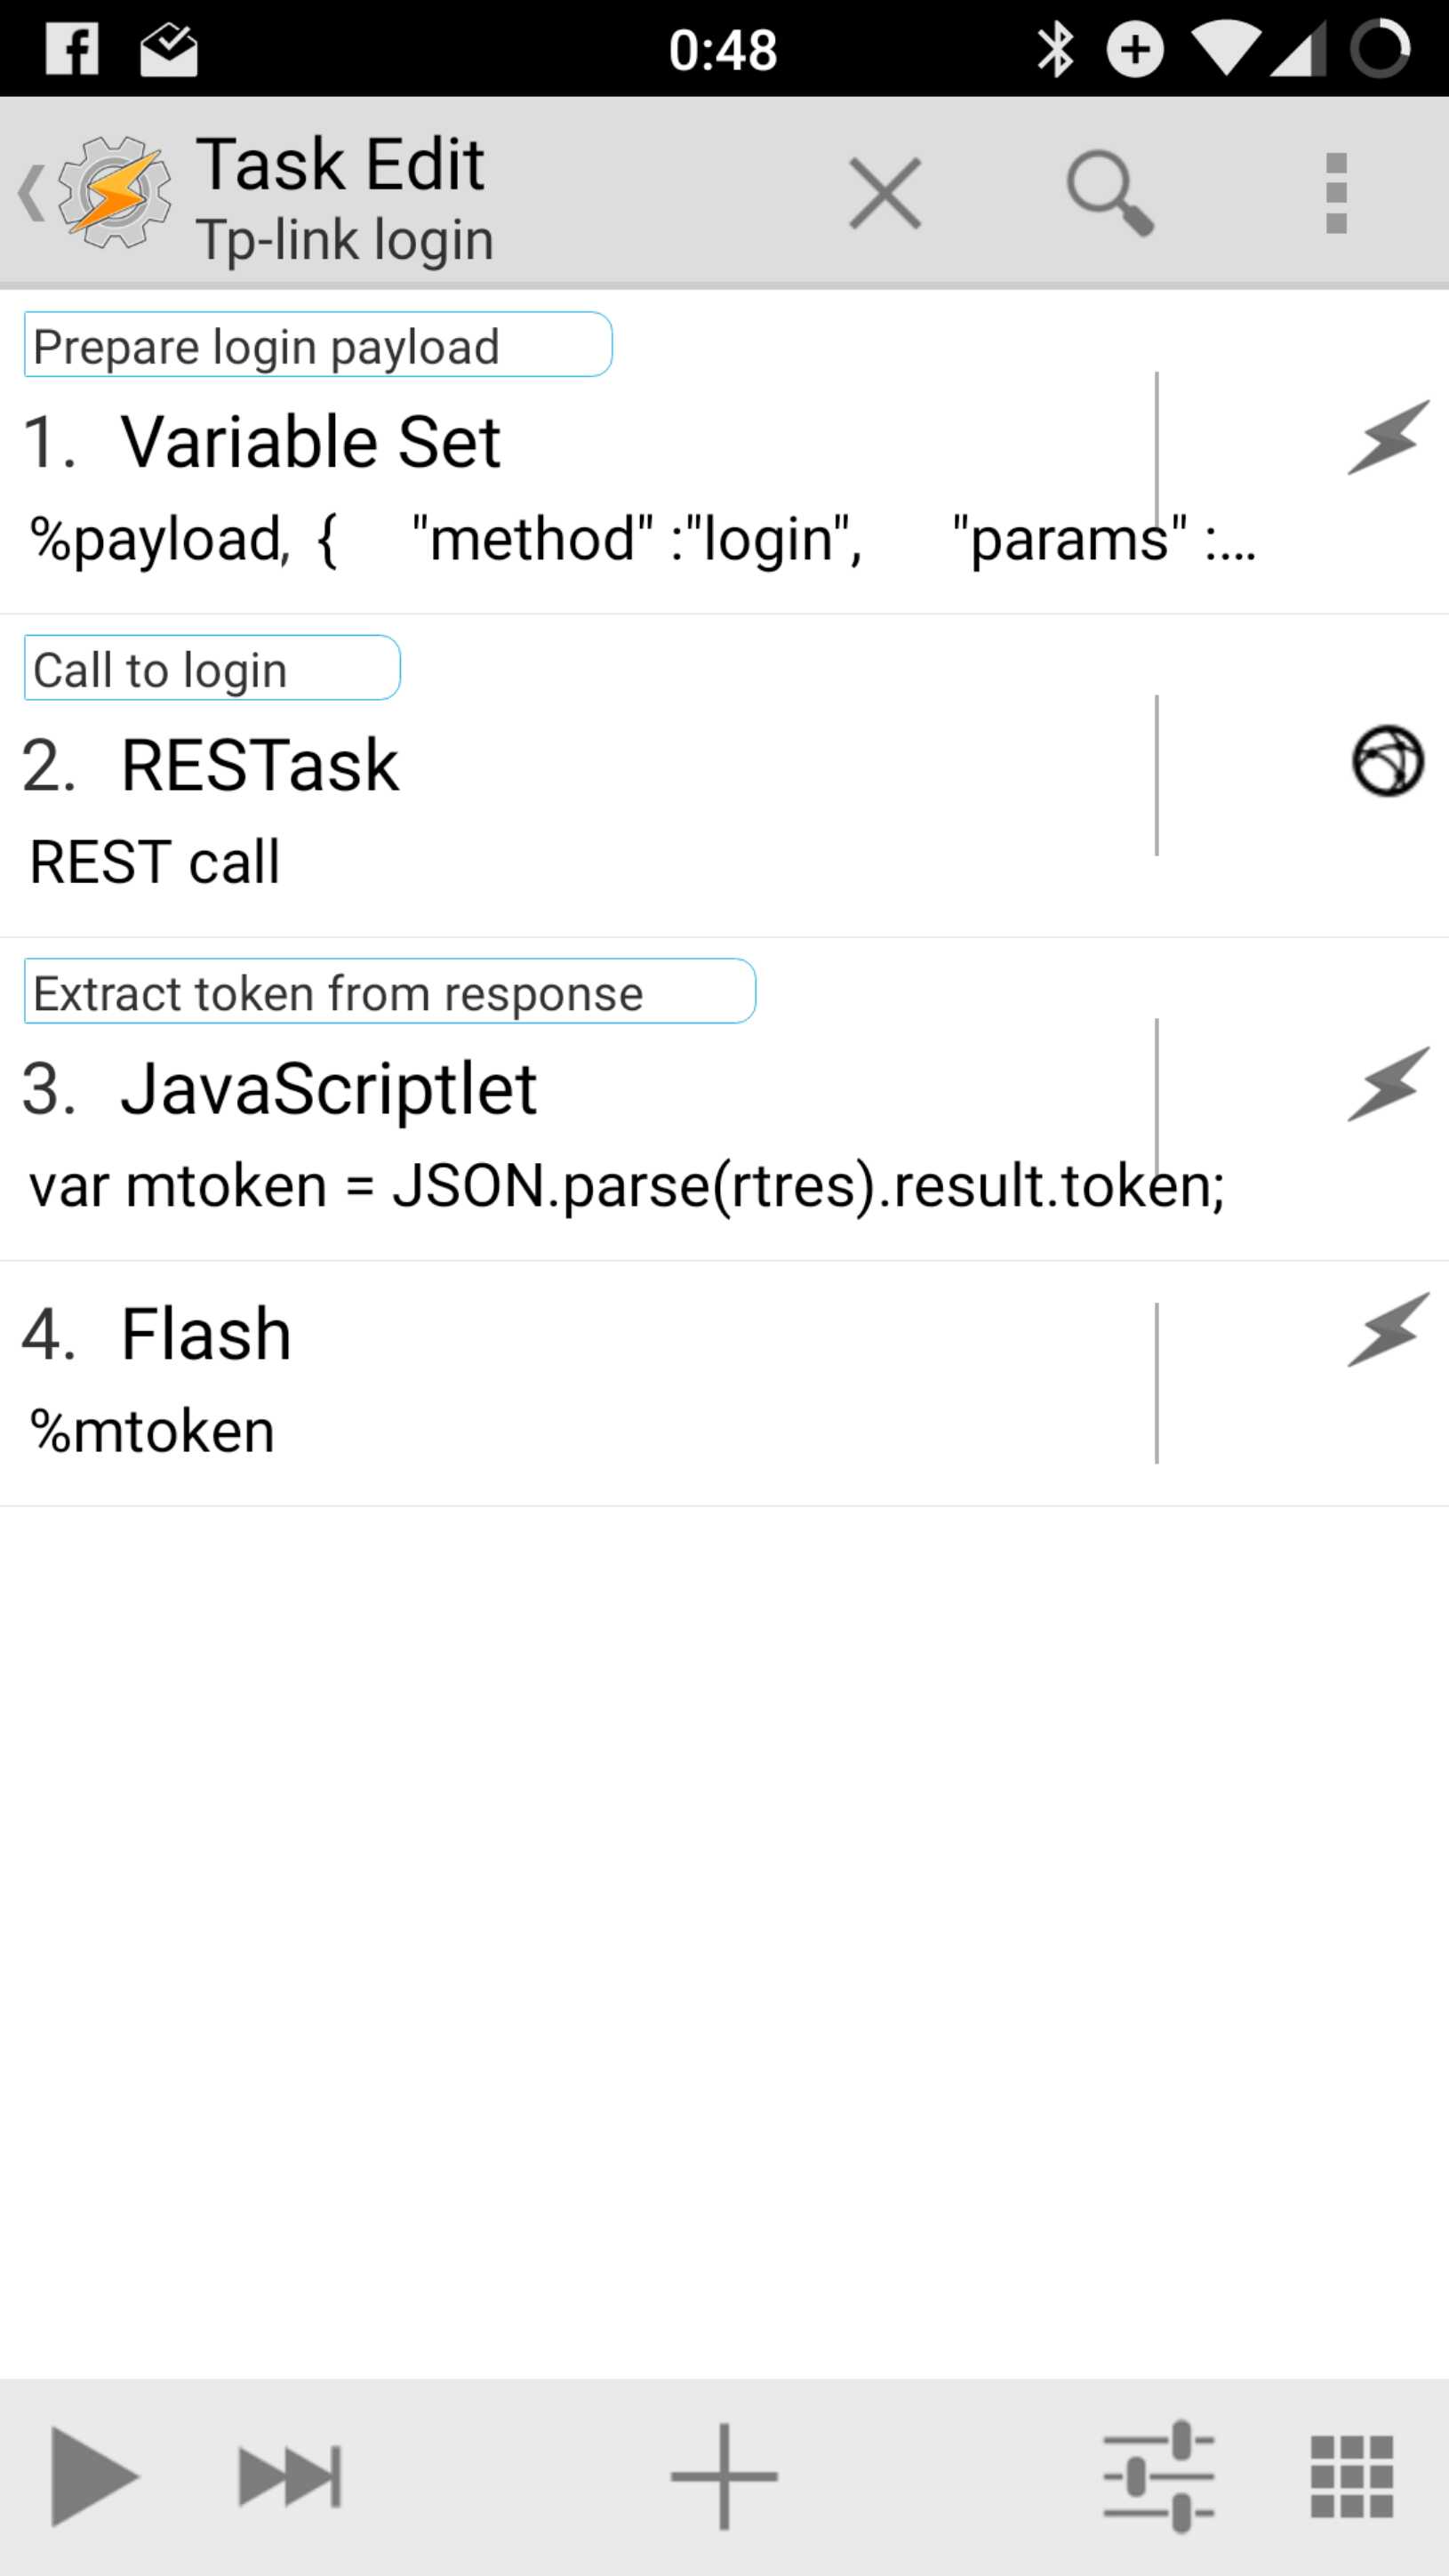 0:48
Task Edit
Tp-link login
Prepare login payload
1. Variable Set
%payload, { "method" :"login", "params" :...
Call to login
2. RESTask
REST call
Extract token from response
3. JavaScriptlet
var mtoken = JSON.parse(rtres).result.token;
4. Flash
%mtoken